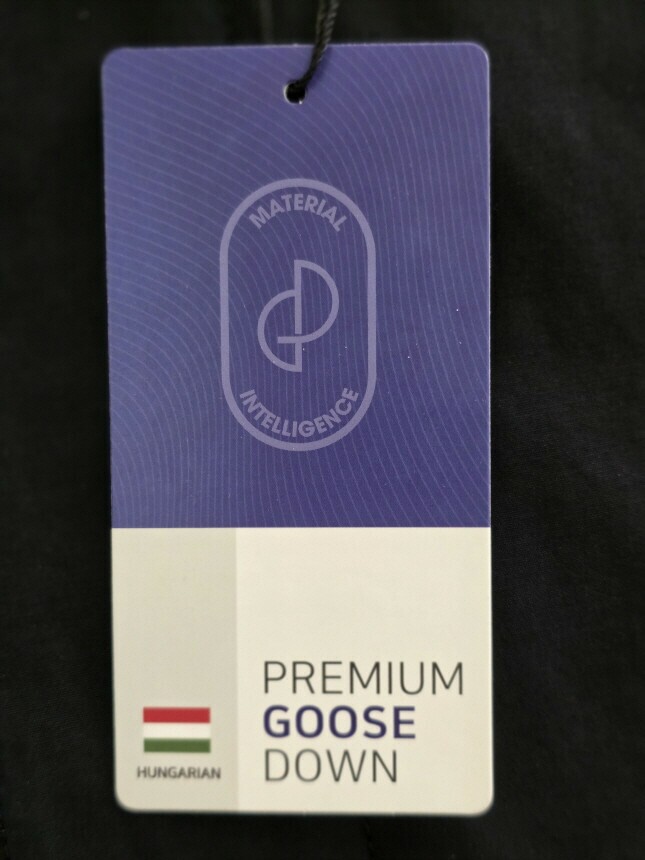 MATERIAL
INTELLIGENCE
PREMIUM
GOOSE
DOWN
HUNGARIAN